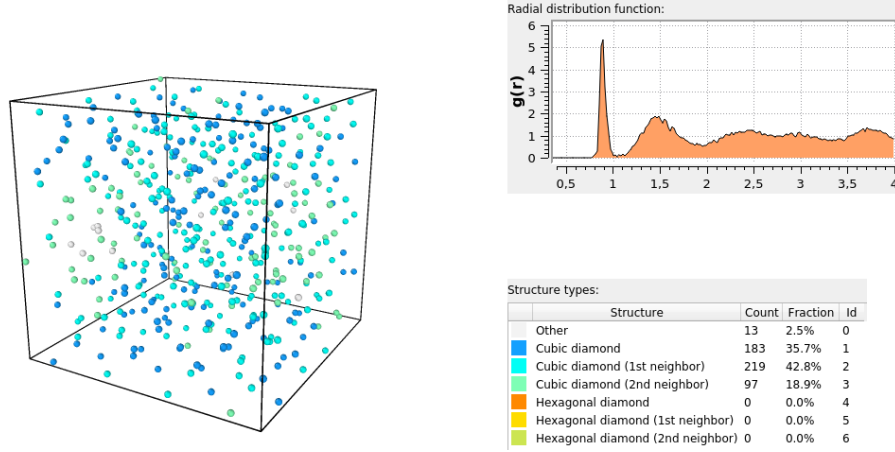 Radial distribution function:
6
5
4
3
2
1
0
g(r)
0,5 1 1,5 2 2,5 3 3,5 4
Structure types:
Structure Count Fraction Id
Other 13 2.5% 0
Cubic diamond 183 35.7% 1
Cubic diamond (1st neighbor) 219 42.8% 2
Cubic diamond (2nd neighbor) 97 18.9% 3
Hexagonal diamond 0 0.0% 4
Hexagonal diamond (1st neighbor) 0 0.0% 5
Hexagonal diamond (2nd neighbor) 0 0.0% 6